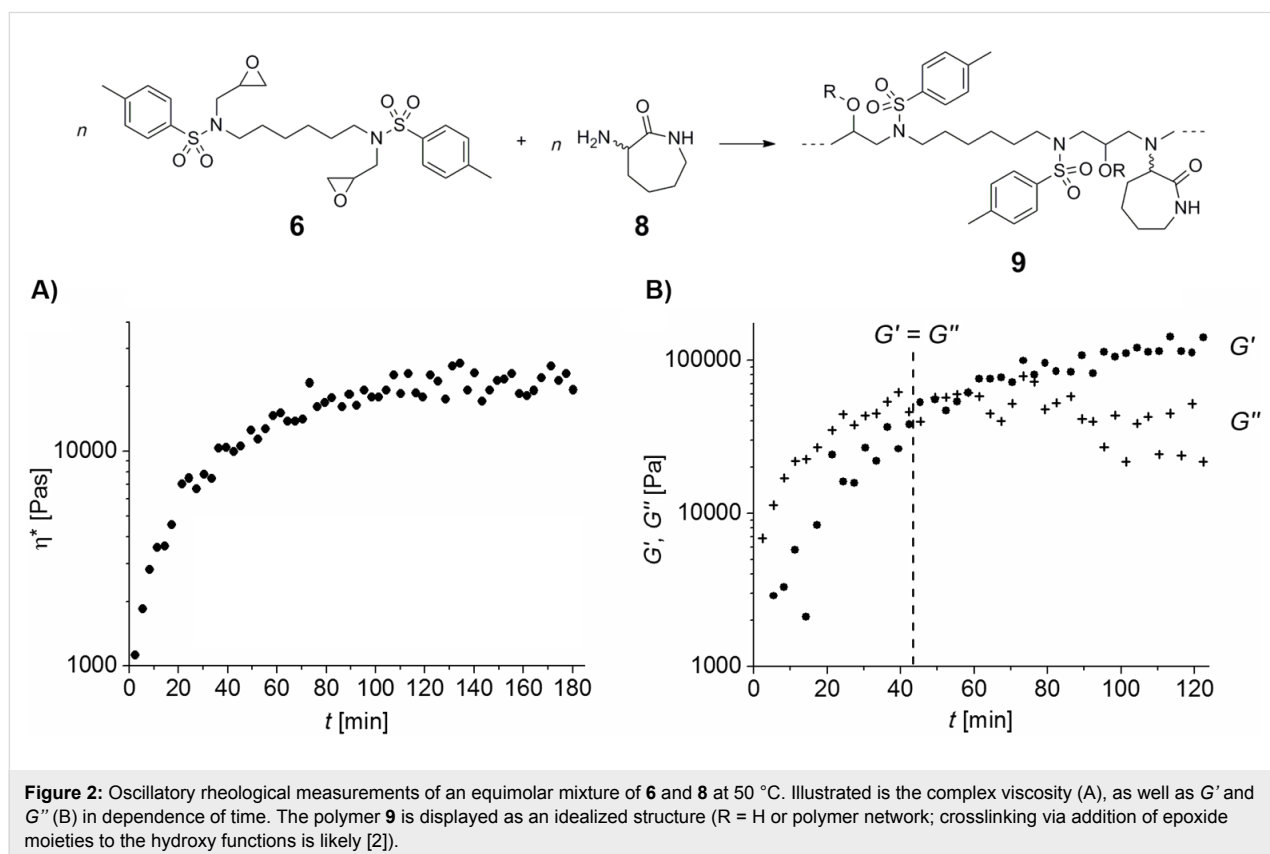 O
O
O
N
S
O O
n
N
S
O O
O
+
n
H2N
O
NH
R
O
O
S
O
N
N
S
O
O
OR
N
O
NH
6
8
9
A)
B)
η* [Pas]
10000
1000
0 20 40 60 80 100 120 140 160 180
t [min]
G' = G''
G'
G''
G', G'' [Pa]
100000
10000
1000
0 20 40 60 80 100 120
t [min]
Figure 2: Oscillatory rheological measurements of an equimolar mixture of 6 and 8 at 50 °C. Illustrated is the complex viscosity (A), as well as G' and
G'' (B) in dependence of time. The polymer 9 is displayed as an idealized structure (R = H or polymer network; crosslinking via addition of epoxide
moieties to the hydroxy functions is likely [2]).